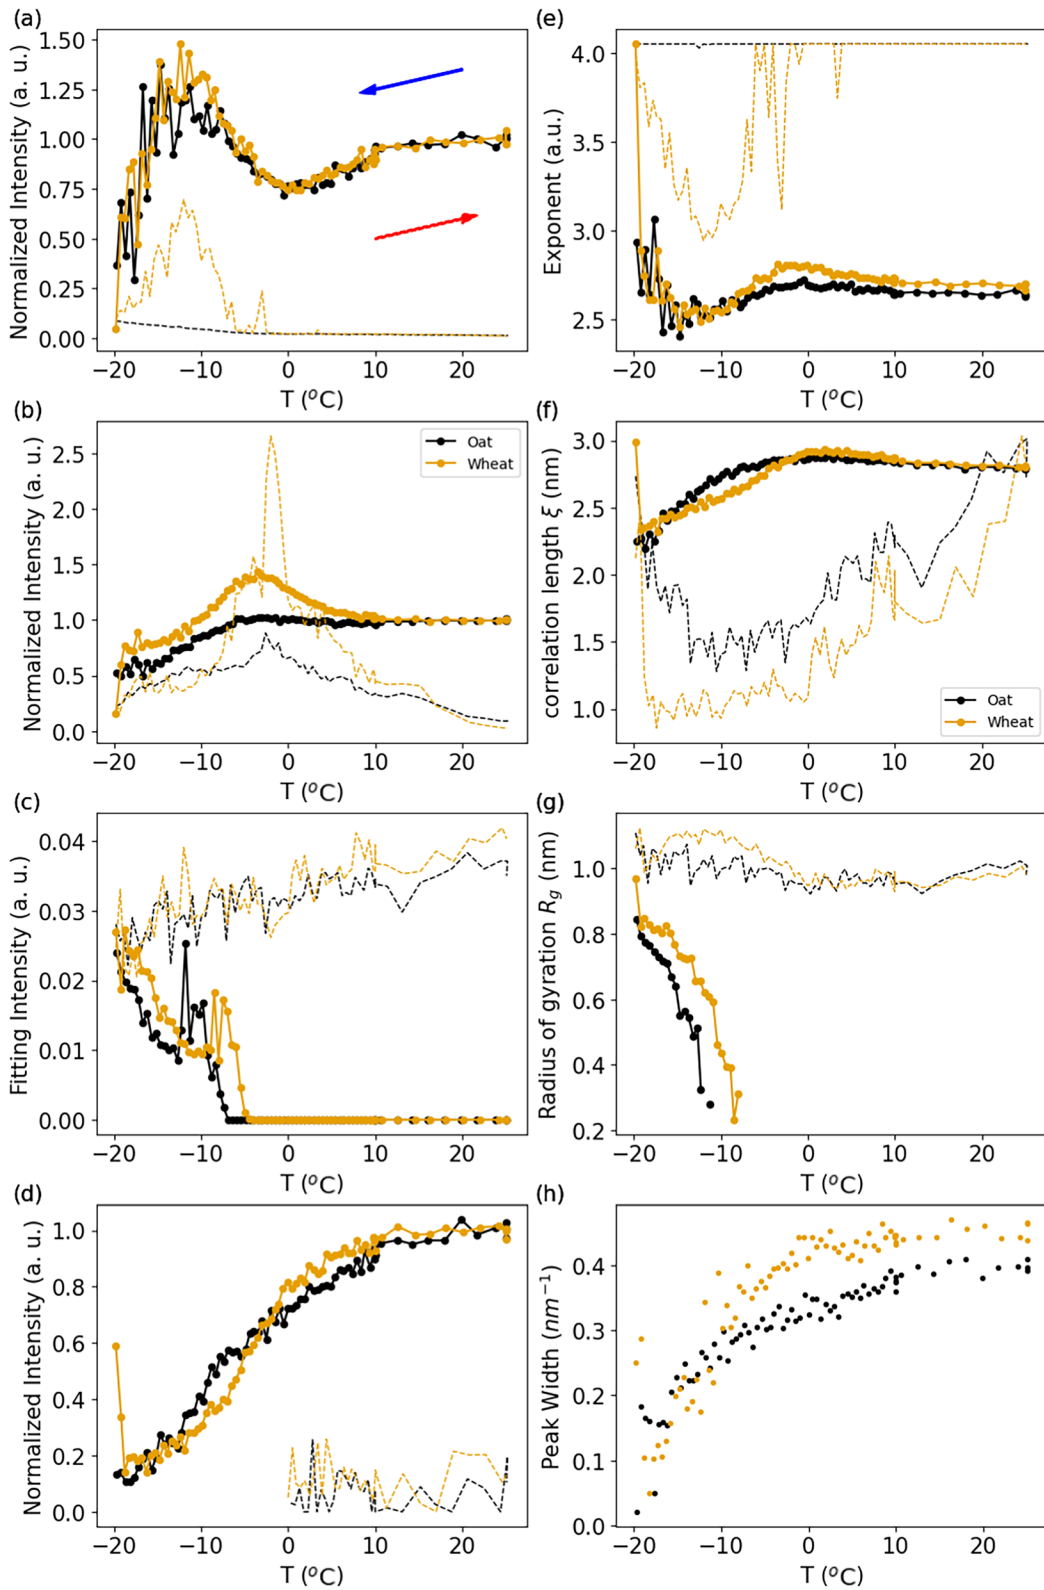 (a)
Normalized Intensity (a. u.)
1.50
1.25
1.00
0.75
0.50
0.25
0.00
−20 −10 0 10 20
T (°C)
(e)
Exponent (a.u.)
4.0
3.5
3.0
2.5
−20 −10 0 10 20
T (°C)
(b)
Normalized Intensity (a. u.)
2.5
2.0
1.5
1.0
0.5
0.0
Oat
Wheat
−20 −10 0 10 20
T (°C)
(f)
correlation length ξ (nm)
3.0
2.5
2.0
1.5
1.0
Oat
Wheat
−20 −10 0 10 20
T (°C)
(c)
Fitting Intensity (a. u.)
0.04
0.03
0.02
0.01
0.00
−20 −10 0 10 20
T (°C)
(g)
Radius of gyration Rg (nm)
1.0
0.8
0.6
0.4
0.2
−20 −10 0 10 20
T (°C)
(d)
Normalized Intensity (a. u.)
1.0
0.8
0.6
0.4
0.2
0.0
−20 −10 0 10 20
T (°C)
(h)
Peak Width (nm⁻¹)
0.4
0.3
0.2
0.1
0.0
−20 −10 0 10 20
T (°C)